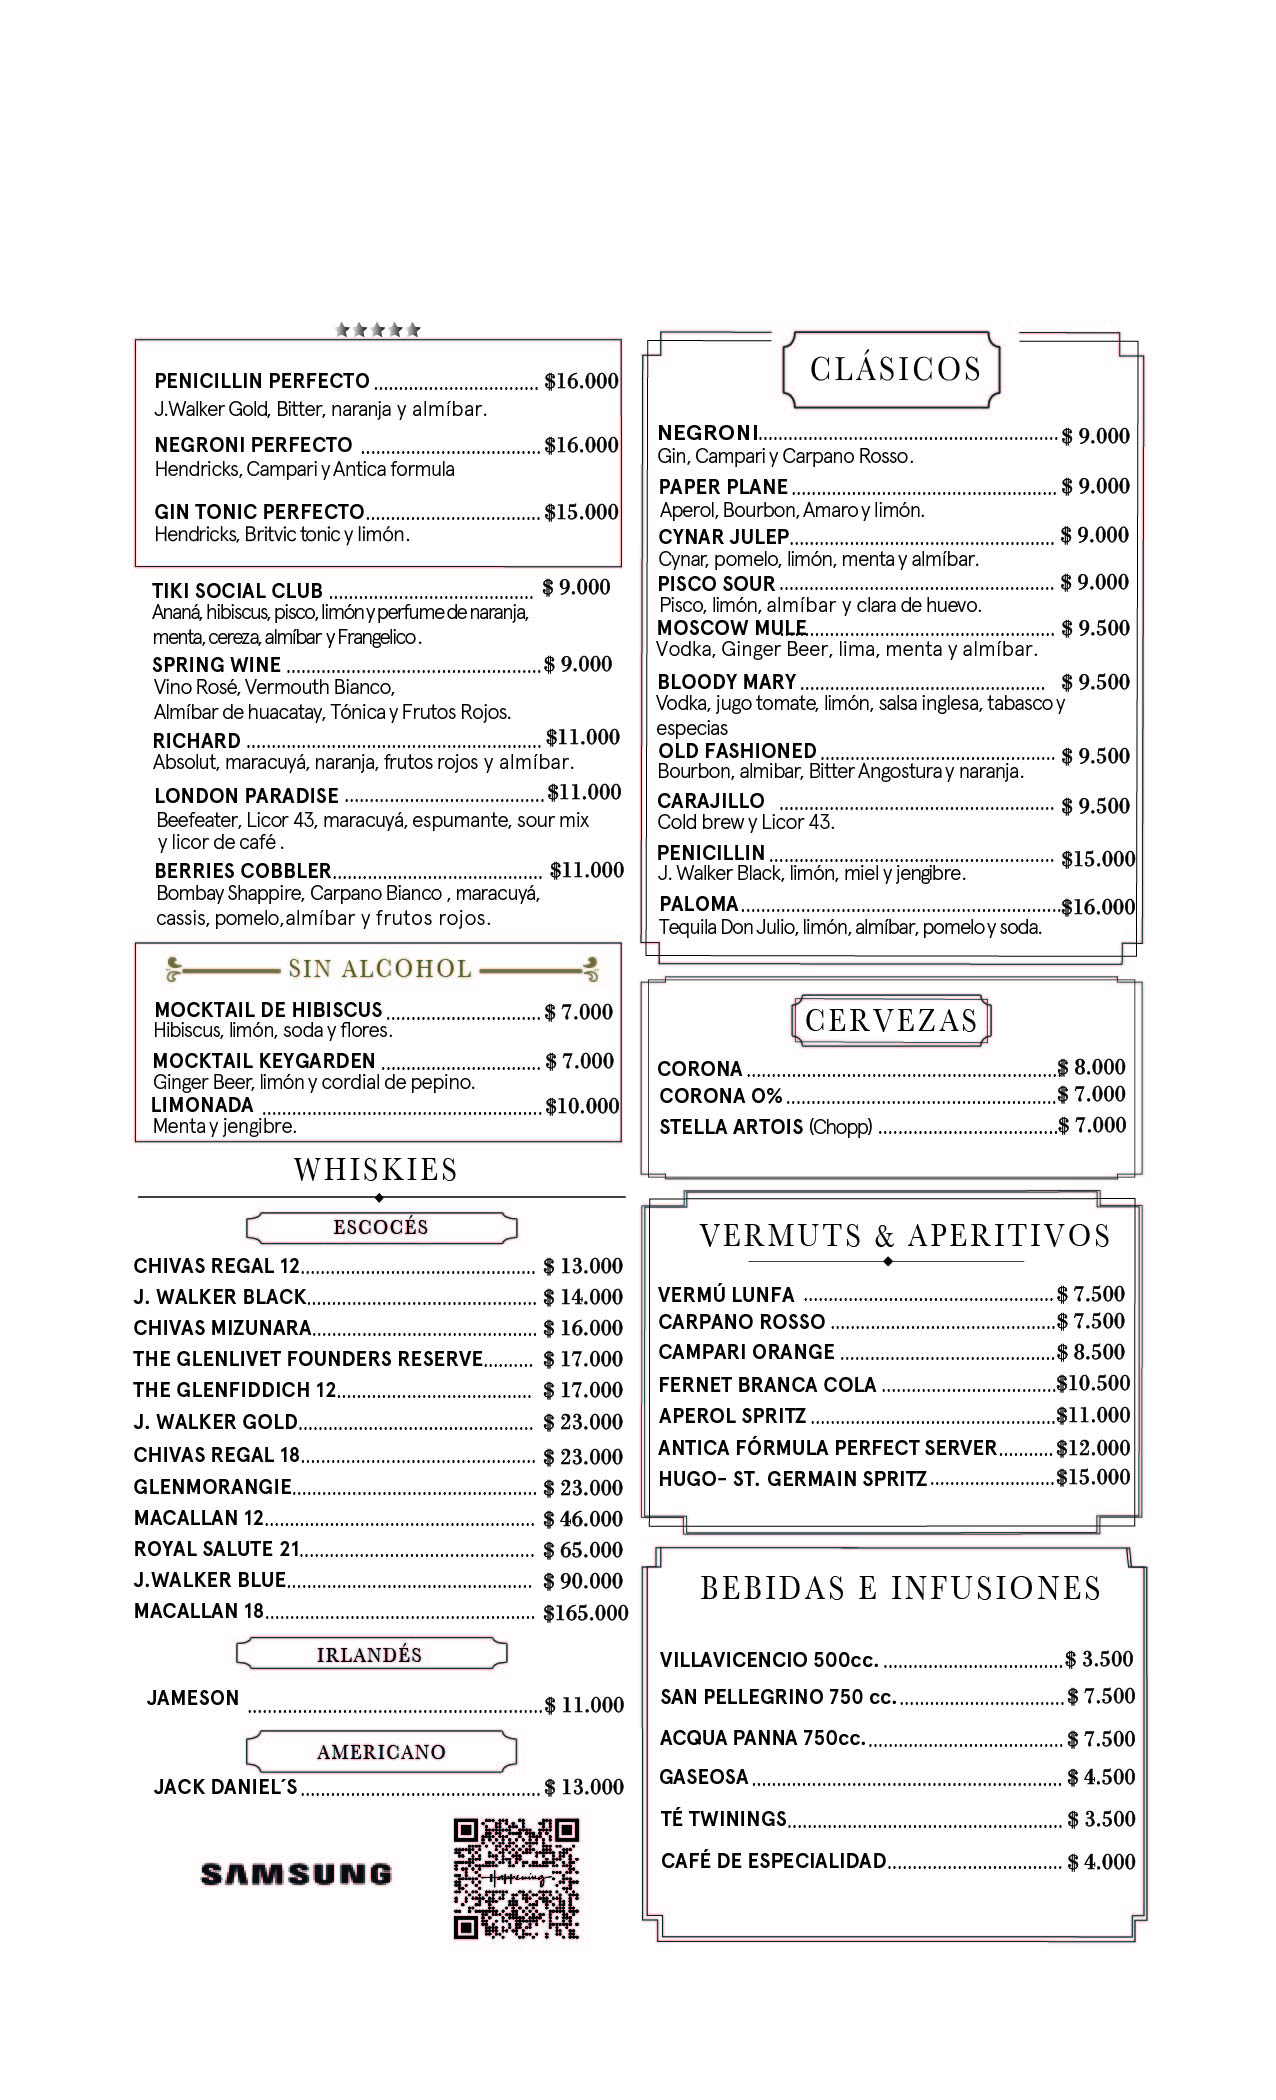 PENICILLIN PERFECTO ................................. $16.000
J.Walker Gold, Bitter, naranja y almíbar.
NEGRONI PERFECTO .................................... $16.000
Hendricks, Campari y Antica formula
GIN TONIC PERFECTO................................... $15.000
Hendricks, Britvic tonic y limón.
TIKI SOCIAL CLUB ......................................... $ 9.000
Ananá, hibiscus, pisco, limón y perfume de naranja,
menta, cereza, almíbar y Frangelico.
SPRING WINE ................................................... $ 9.000
Vino Rosé, Vermouth Bianco,
Almíbar de huacatay, Tónica y Frutos Rojos.
RICHARD ........................................................... $11.000
Absolut, maracuyá, naranja, frutos rojos y almíbar.
LONDON PARADISE ........................................ $11.000
Beefeater, Licor 43, maracuyá, espumante, sour mix
y licor de café .
BERRIES COBBLER.......................................... $11.000
Bombay Shappire, Carpano Bianco , maracuyá,
cassis, pomelo,almíbar y frutos rojos.
SIN ALCOHOL
MOCKTAIL DE HIBISCUS ............................... $ 7.000
Hibiscus, limón, soda y flores.
MOCKTAIL KEYGARDEN ................................ $ 7.000
Ginger Beer, limón y cordial de pepino.
LIMONADA ........................................................ $10.000
Menta y jengibre.
WHISKIES
ESCOCÉS
CHIVAS REGAL 12............................................... $ 13.000
J. WALKER BLACK.............................................. $ 14.000
CHIVAS MIZUNARA............................................. $ 16.000
THE GLENLIVET FOUNDERS RESERVE.......... $ 17.000
THE GLENFIDDICH 12....................................... $ 17.000
J. WALKER GOLD............................................... $ 23.000
CHIVAS REGAL 18............................................... $ 23.000
GLENMORANGIE................................................. $ 23.000
MACALLAN 12...................................................... $ 46.000
ROYAL SALUTE 21............................................... $ 65.000
J.WALKER BLUE................................................. $ 90.000
MACALLAN 18...................................................... $165.000
IRLANDÉS
JAMESON ........................................................... $ 11.000
AMERICANO
JACK DANIEL´S ................................................ $ 13.000
SAMSUNG
Happening
CLÁSICOS
NEGRONI............................................................ $ 9.000
Gin, Campari y Carpano Rosso.
PAPER PLANE ..................................................... $ 9.000
Aperol, Bourbon, Amaro y limón.
CYNAR JULEP..................................................... $ 9.000
Cynar, pomelo, limón, menta y almíbar.
PISCO SOUR ....................................................... $ 9.000
Pisco, limón, almíbar y clara de huevo.
MOSCOW MULE.................................................. $ 9.500
Vodka, Ginger Beer, lima, menta y almíbar.
BLOODY MARY ................................................. $ 9.500
Vodka, jugo tomate, limón, salsa inglesa, tabasco y
especias
OLD FASHIONED ............................................... $ 9.500
Bourbon, almibar, Bitter Angostura y naranja.
CARAJILLO ....................................................... $ 9.500
Cold brew y Licor 43.
PENICILLIN ......................................................... $15.000
J. Walker Black, limón, miel y jengibre.
PALOMA................................................................ $16.000
Tequila Don Julio, limón, almíbar, pomelo y soda.
CERVEZAS
CORONA .............................................................. $ 8.000
CORONA 0%...................................................... $ 7.000
STELLA ARTOIS (Chopp) .................................... $ 7.000
VERMUTS & APERITIVOS
VERMÚ LUNFA .................................................. $ 7.500
CARPANO ROSSO ............................................. $ 7.500
CAMPARI ORANGE ........................................... $ 8.500
FERNET BRANCA COLA ................................... $10.500
APEROL SPRITZ ................................................. $11.000
ANTICA FÓRMULA PERFECT SERVER........... $12.000
HUGO- ST. GERMAIN SPRITZ ......................... $15.000
BEBIDAS E INFUSIONES
VILLAVICENCIO 500cc. .................................... $ 3.500
SAN PELLEGRINO 750 cc. ................................. $ 7.500
ACQUA PANNA 750cc. ....................................... $ 7.500
GASEOSA .............................................................. $ 4.500
TÉ TWININGS....................................................... $ 3.500
CAFÉ DE ESPECIALIDAD................................... $ 4.000